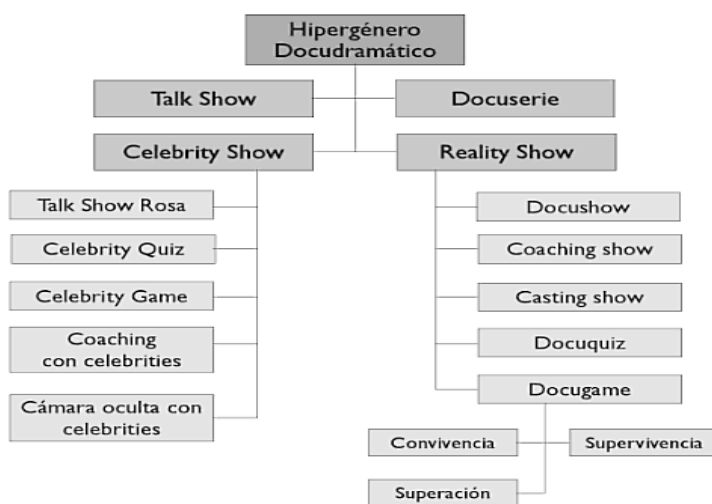 Hipergénero
Docudramático
Talk Show
Docuserie
Celebrity Show
Reality Show
Talk Show Rosa
Celebrity Quiz
Celebrity Game
Coaching
con celebrities
Cámara oculta con
celebrities
Docushow
Coaching show
Casting show
Docuquiz
Docugame
Convivencia
Supervivencia
Superación